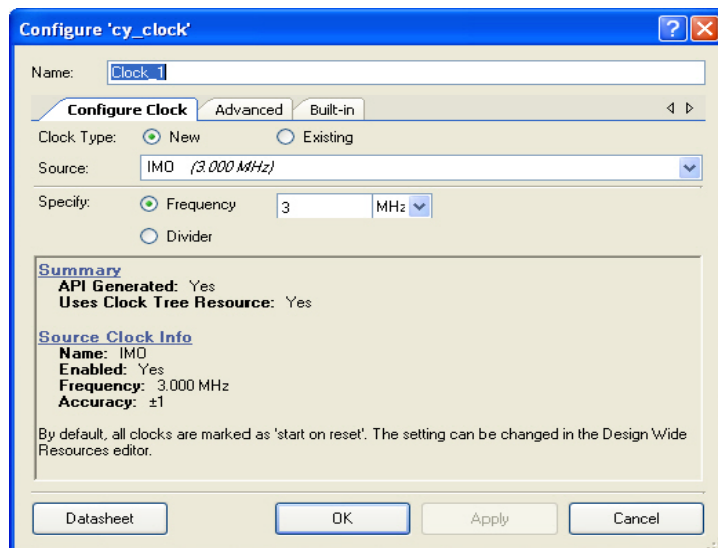 Configure 'cy_clock'
Name: Clock_1
Configure Clock Advanced Built-in
Clock Type: New Existing
Source: IMO (3.000 MHz)
Specify: Frequency 3 MHz
Divider
Summary
API Generated: Yes
Uses Clock Tree Resource: Yes
Source Clock Info
Name: IMO
Enabled: Yes
Frequency: 3.000 MHz
Accuracy: ±1
By default, all clocks are marked as 'start on reset'. The setting can be changed in the Design Wide
Resources editor.
Datasheet OK Apply Cancel